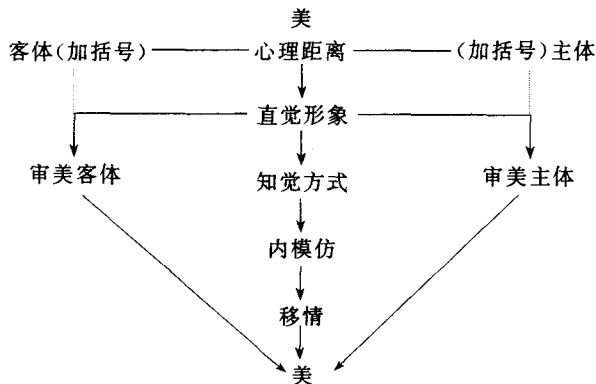 美
客体(加括号) 心理距离 (加括号)主体
直觉形象
审美客体 知觉方式 审美主体
内模仿
移情
美